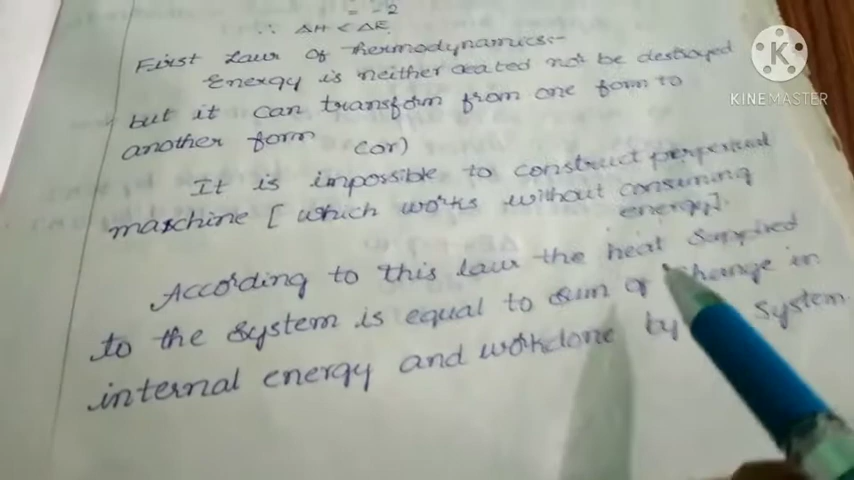 = -2
∴ ΔH < ΔE
First Law of Thermodynamics:-
Energy is neither ceated not be destroyed
but it can transform from one form to
another form (or)
It is impossible to construct perpetual
maschine [which works without consuming
energy].
According to this law the heat supplied
to the system is equal to sum of change in
internal energy and workdone by system
KINEMASTER